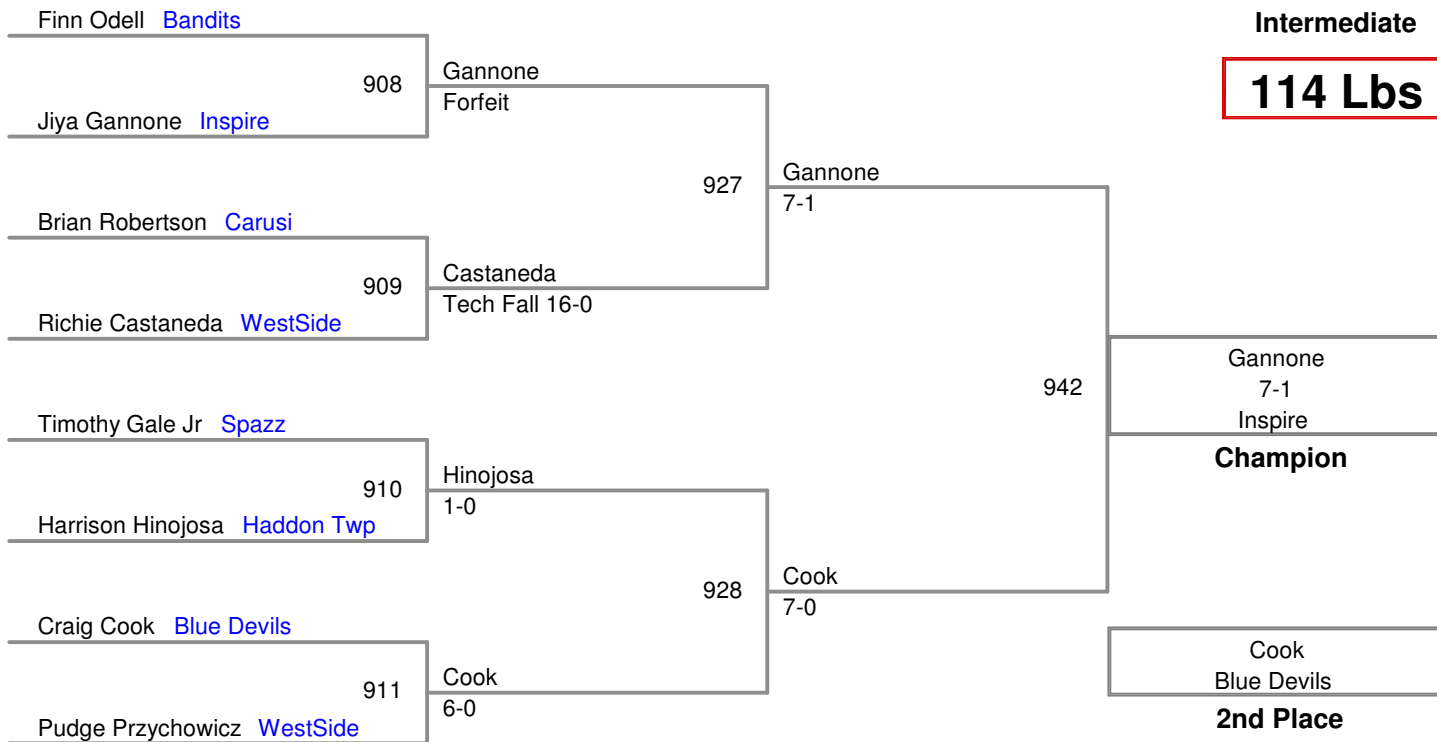 Finn Odell Bandits
Intermediate
908
Gannone
Forfeit
114 Lbs
Jiya Gannone Inspire
927
Gannone
7-1
Brian Robertson Carusi
909
Castaneda
Tech Fall 16-0
Richie Castaneda WestSide
942
Gannone
7-1
Inspire
Champion
Timothy Gale Jr Spazz
910
Hinojosa
1-0
Harrison Hinojosa Haddon Twp
928
Cook
7-0
Craig Cook Blue Devils
911
Cook
6-0
Pudge Przychowicz WestSide
Cook
Blue Devils
2nd Place